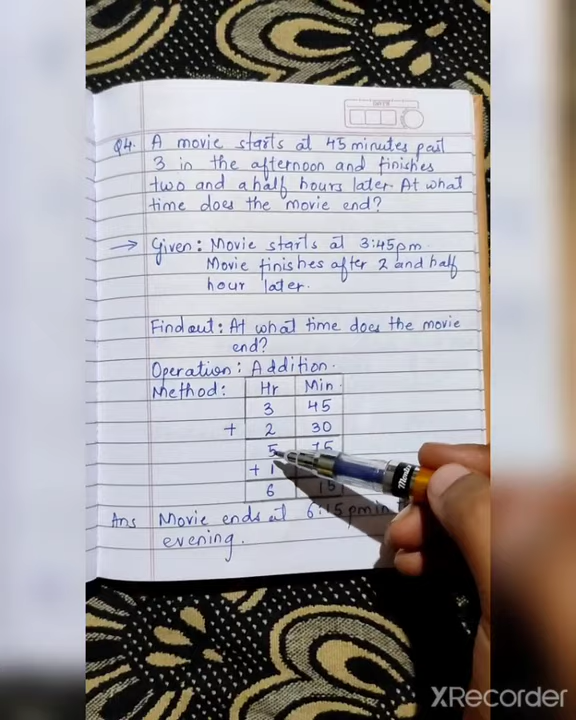 DATE
Q4. A movie starts at 45 minutes past
3 in the afternoon and finishes
two and a half hours later. At what
time does the movie end?
→ Given: Movie starts at 3:45pm.
Movie finishes after 2 and half
hour later.
Find out: At what time does the movie
end?
Operation: Addition.
Method: Hr Min.
3 45
+ 2 30
5 75
+ 1
6 15
Ans Movie ends at 6:15 pm in
evening.
XRecorder